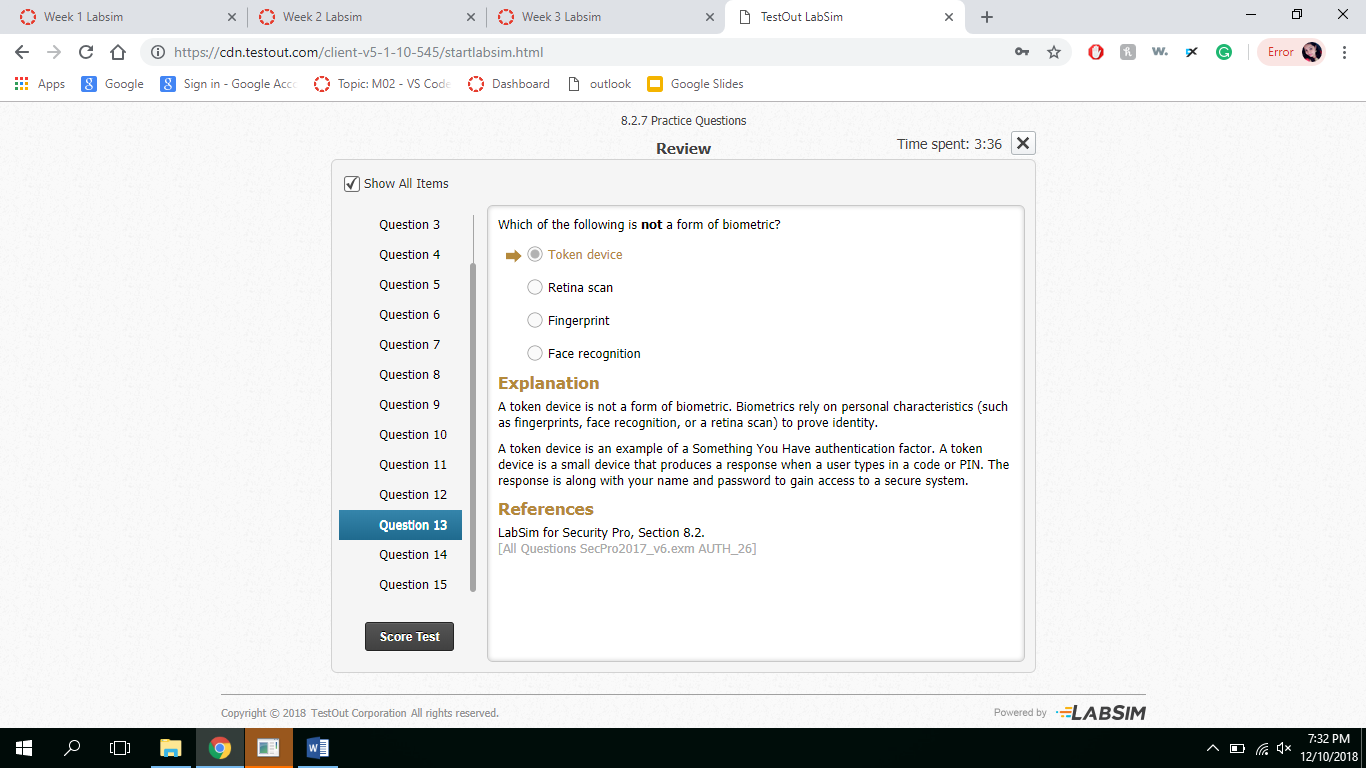 Week 1 Labsim
Week 2 Labsim
Week 3 Labsim
TestOut LabSim
https://cdn.testout.com/client-v5-1-10-545/startlabsim.html
Error
Apps
Google
Sign in - Google Acco
Topic: M02 - VS Code
Dashboard
outlook
Google Slides
8.2.7 Practice Questions
Review
Time spent: 3:36
Show All Items
Question 3
Question 4
Question 5
Question 6
Question 7
Question 8
Question 9
Question 10
Question 11
Question 12
Question 13
Question 14
Question 15
Score Test
Which of the following is not a form of biometric?
Token device
Retina scan
Fingerprint
Face recognition
Explanation
A token device is not a form of biometric. Biometrics rely on personal characteristics (such
as fingerprints, face recognition, or a retina scan) to prove identity.
A token device is an example of a Something You Have authentication factor. A token
device is a small device that produces a response when a user types in a code or PIN. The
response is along with your name and password to gain access to a secure system.
References
LabSim for Security Pro, Section 8.2.
[All Questions SecPro2017_v6.exm AUTH_26]
Copyright © 2018 TestOut Corporation All rights reserved.
Powered by LABSIM
7:32 PM
12/10/2018